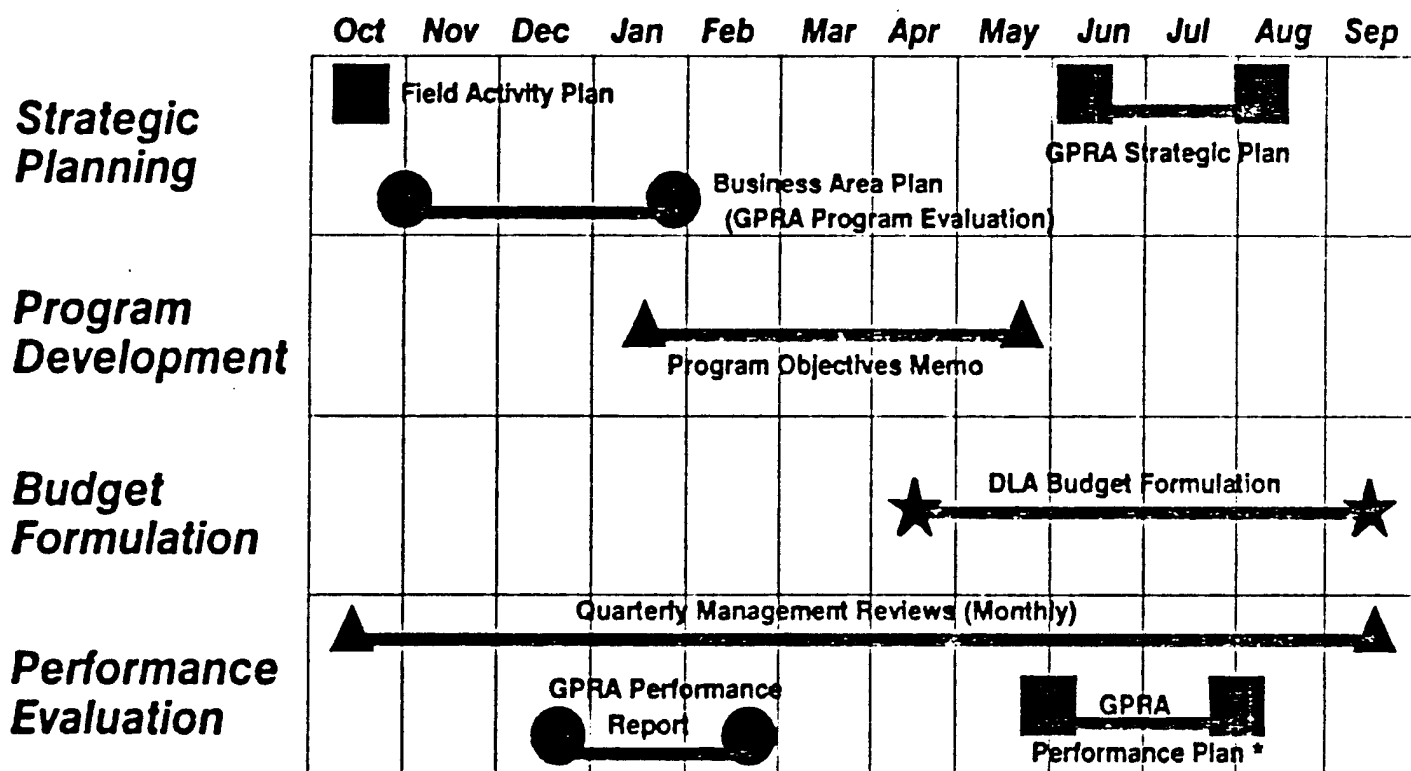 Oct Nov Dec Jan Feb Mar Apr May Jun Jul Aug Sep
Strategic
Planning
Field Activity Plan
GPRA Strategic Plan
Business Area Plan
(GPRA Program Evaluation)
Program
Development
Program Objectives Memo
Budget
Formulation
DLA Budget Formulation
Performance
Evaluation
Quarterly Management Reviews (Monthly)
GPRA Performance
Report
GPRA
Performance Plan *